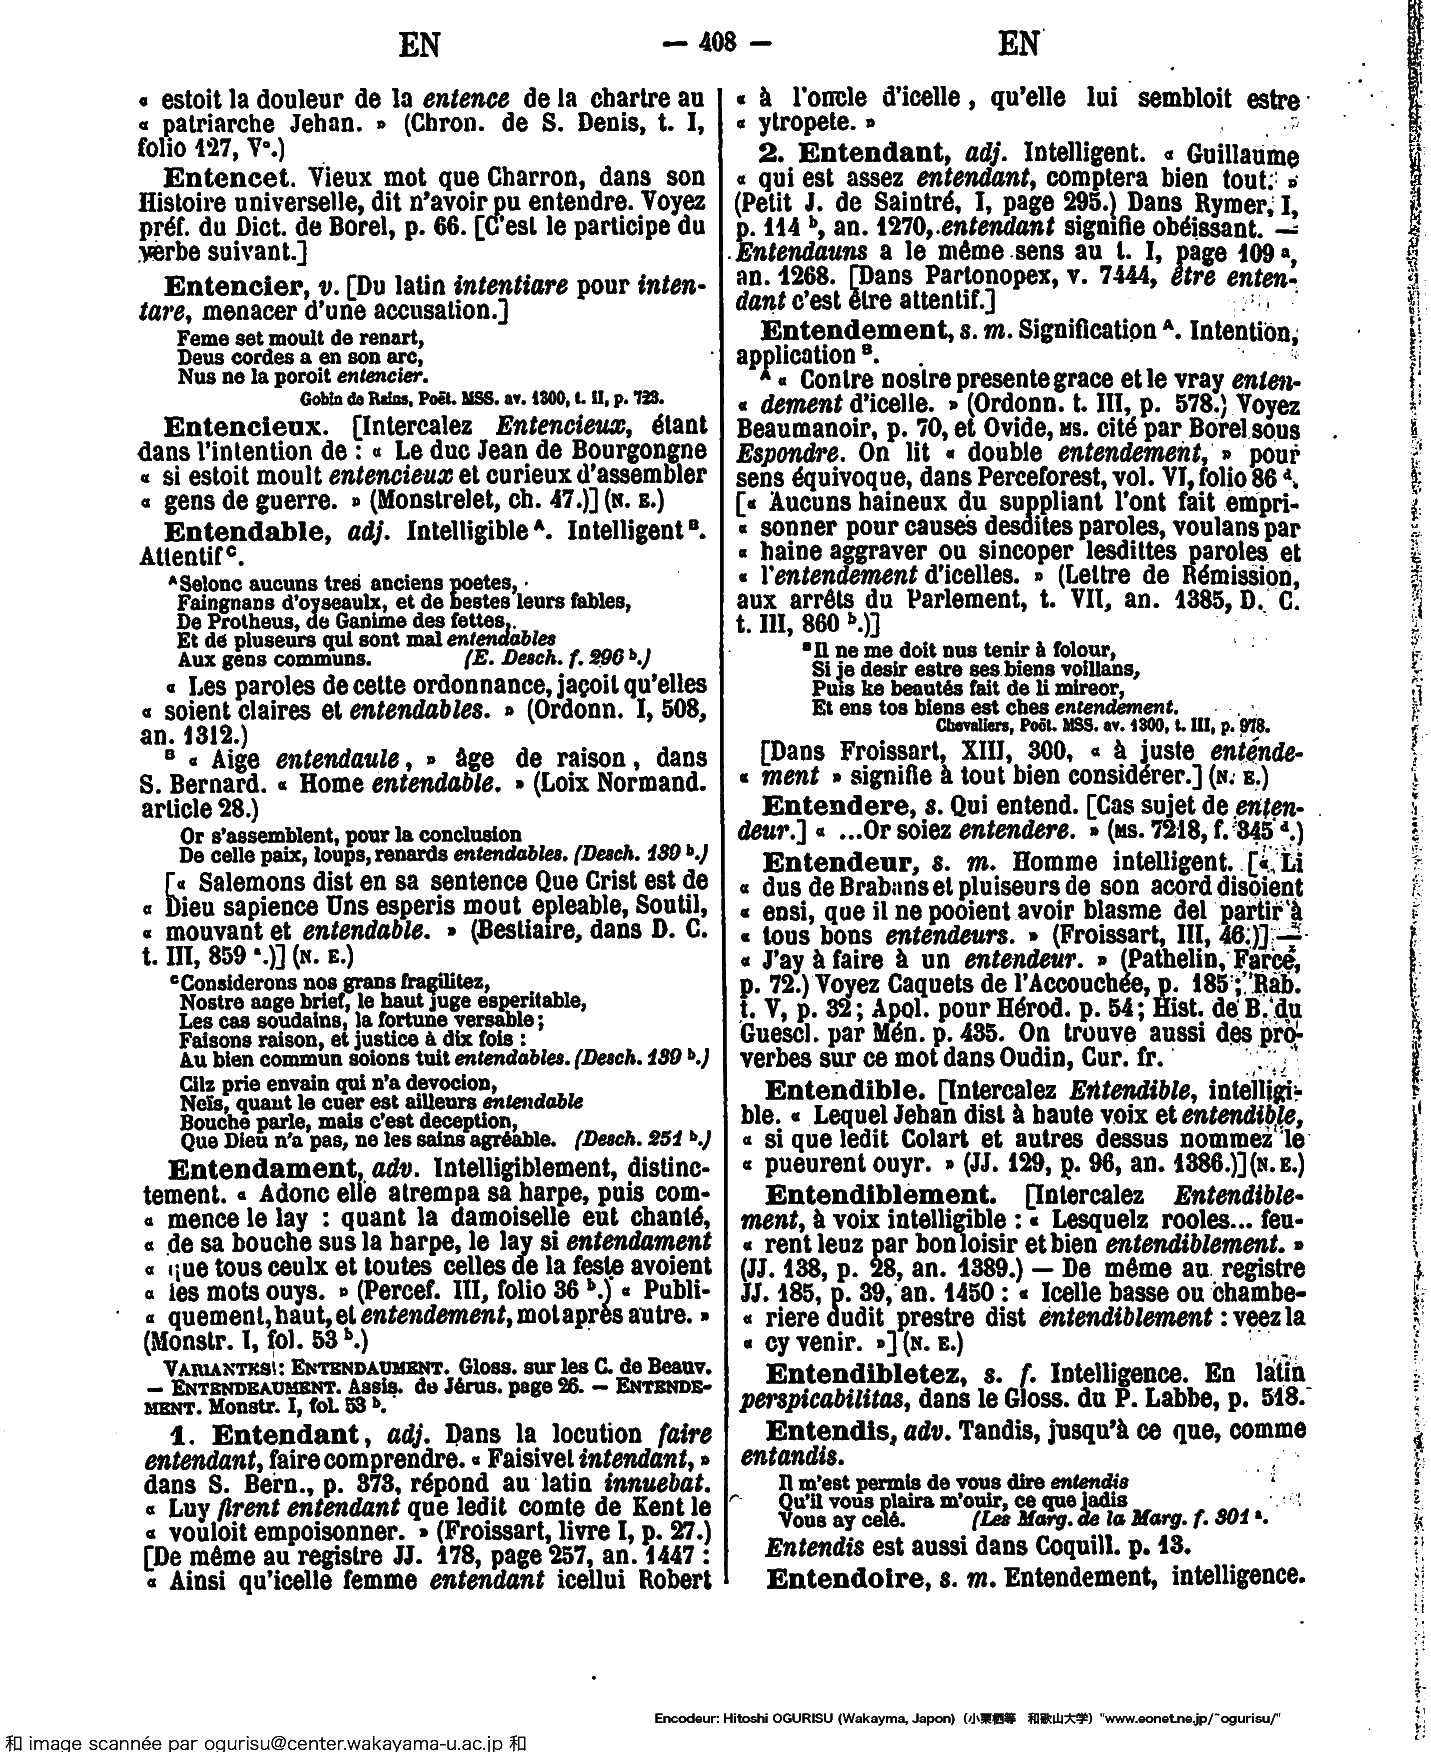 EN — 408 — EN
« estoit la douleur de la entence de la chartre au
« patriarche Jehan. » (Chron. de S. Denis, t. I,
folio 127, V°.)
Entencet. Vieux mot que Charron, dans son
Histoire universelle, dit n'avoir pu entendre. Voyez
préf. du Dict. de Borel, p. 66. [C'est le participe du
verbe suivant.]
Entencier, v. [Du latin intentiare pour inten-
tare, menacer d'une accusation.]
Feme set moult de renart,
Deus cordes a en son arc,
Nus ne la poroit entencier.
Gobin de Rains, Poët. MSS. av. 1300, t. II, p. 723.
Entencieux. [Intercalez Entencieux, étant
dans l'intention de : « Le duc Jean de Bourgongne
« si estoit moult entencieux et curieux d'assembler
« gens de guerre. » (Monstrelet, ch. 47.)] (N. E.)
Entendable, adj. Intelligible A. Intelligent B.
Attentif C.
A Selonc aucuns tres anciens poetes,
Faingnans d'oyseaulx, et de bestes leurs fables,
De Protheus, de Ganime des fettes,
Et de pluseurs qui sont mal entendables
Aux gens communs. (E. Desch. f. 296 b.)
« Les paroles de cette ordonnance, jaçoit qu'elles
« soient claires et entendables. » (Ordonn. I, 508,
an. 1312.)
B « Aige entendaule, » âge de raison, dans
S. Bernard. « Home entendable. » (Loix Normand.
article 28.)
Or s'assemblent, pour la conclusion
De celle paix, loups, renards entendables. (Desch. 139 b.)
[« Salemons dist en sa sentence Que Crist est de
« Dieu sapience Uns esperis mout epleable, Soutil,
« mouvant et entendable. » (Bestiaire, dans D. C.
t. III, 859 a.)] (N. E.)
C Considerons nos grans fragilitez,
Nostre aage brief, le haut juge esperitable,
Les cas soudains, la fortune versable ;
Faisons raison, et justice à dix fois :
Au bien commun soions tuit entendables. (Desch. 139 b.)
Cilz prie envain qui n'a devocion,
Neïs, quant le cuer est ailleurs entendable
Bouche parle, mais c'est deception,
Que Dieu n'a pas, ne les sains agréable. (Desch. 251 b.)
Entendament, adv. Intelligiblement, distinc-
tement. « Adonc elle atrempa sa harpe, puis com-
« mence le lay : quant la damoiselle eut chanté,
« de sa bouche sus la harpe, le lay si entendament
« que tous ceulx et toutes celles de la feste avoient
« les mots ouys. » (Percef. III, folio 36 b.) « Publi-
« quement, haut, et entendement, mot après autre. »
(Monstr. I, fol. 53 b.)
VARIANTES : ENTENDAUMENT. Gloss. sur les C. de Beauv.
— ENTENDEAUMENT. Assis. de Jérus. page 26. — ENTENDE-
MENT. Monstr. I, fol. 53 b.
1. Entendant, adj. Dans la locution faire
entendant, faire comprendre. « Faisivel intendant, »
dans S. Bern., p. 373, répond au latin innuebat.
« Luy firent entendant que ledit comte de Kent le
« vouloit empoisonner. » (Froissart, livre I, p. 27.)
[De même au registre JJ. 178, page 257, an. 1447 :
« Ainsi qu'icelle femme entendant icellui Robert
« à l'oncle d'icelle, qu'elle lui sembloit estre
« ytropete. »
2. Entendant, adj. Intelligent. « Guillaume
« qui est assez entendant, comptera bien tout. »
(Petit J. de Saintré, I, page 295.) Dans Rymer, I,
p. 114 b, an. 1270, entendant signifie obéissant. —
Entendauns a le même sens au t. I, page 109 a,
an. 1268. [Dans Partonopex, v. 7444, être enten-
dant c'est être attentif.]
Entendement, s. m. Signification A. Intention,
application B.
A « Contre nostre presente grace et le vray enten-
« dement d'icelle. » (Ordonn. t. III, p. 578.) Voyez
Beaumanoir, p. 70, et Ovide, MS. cité par Borel sous
Espondre. On lit « double entendement, » pour
sens équivoque, dans Perceforest, vol. VI, folio 86 d.
[« Aucuns haineux du suppliant l'ont fait empri-
« sonner pour causes desdites paroles, voulans par
« haine aggraver ou sincoper lesdittes paroles et
« l'entendement d'icelles. » (Lettre de Rémission,
aux arrêts du Parlement, t. VII, an. 1385, D. C.
t. III, 860 b.)]
B Il ne me doit nus tenir à folour,
Si je desir estre ses biens voillans,
Puis ke beautés fait de li mireor,
Et ens tos biens est ches entendement.
Chevaliers, Poët. MSS. av. 1300, t. III, p. 978.
[Dans Froissart, XIII, 300, « à juste entende-
« ment » signifie à tout bien considérer.] (N. E.)
Entendere, s. Qui entend. [Cas sujet de enten-
deur.] « ...Or soiez entendere. » (MS. 7218, f. 345 d.)
Entendeur, s. m. Homme intelligent. [« Li
« dus de Brabans et pluiseurs de son acord disoient
« ensi, que il ne pooient avoir blasme del partir à
« tous bons entendeurs. » (Froissart, III, 46.)] —
« J'ay à faire à un entendeur. » (Pathelin, Farce,
p. 72.) Voyez Caquets de l'Accouchée, p. 185 ; Rab.
t. V, p. 32 ; Apol. pour Hérod. p. 54 ; Hist. de B. du
Guescl. par Mén. p. 435. On trouve aussi des pro-
verbes sur ce mot dans Oudin, Cur. fr.
Entendible. [Intercalez Entendible, intelligi-
ble. « Lequel Jehan dist à haute voix et entendible,
« si que ledit Colart et autres dessus nommez le
« pueurent ouyr. » (JJ. 129, p. 96, an. 1386.)] (N. E.)
Entendiblement. [Intercalez Entendible-
ment, à voix intelligible : « Lesquelz rooles... feu-
« rent leuz par bon loisir et bien entendiblement. »
(JJ. 138, p. 28, an. 1389.) — De même au registre
JJ. 185, p. 39, an. 1450 : « Icelle basse ou chambe-
« riere dudit prestre dist entendiblement : veez la
« cy venir. »] (N. E.)
Entendibletez, s. f. Intelligence. En latin
perspicabilitas, dans le Gloss. du P. Labbe, p. 518.
Entendis, adv. Tandis, jusqu'à ce que, comme
entandis.
Il m'est permis de vous dire entendis
Qu'il vous plaira m'ouir, ce que jadis
Vous ay celé. (Les Marg. de la Marg. f. 301 a.
Entendis est aussi dans Coquill. p. 13.
Entendoire, s. m. Entendement, intelligence.
Encodeur: Hitoshi OGURISU (Wakayma, Japon) (小栗栖等 和歌山大学) "www.eonet.ne.jp/~ogurisu/"
和 image scannée par ogurisu@center.wakayama-u.ac.jp 和